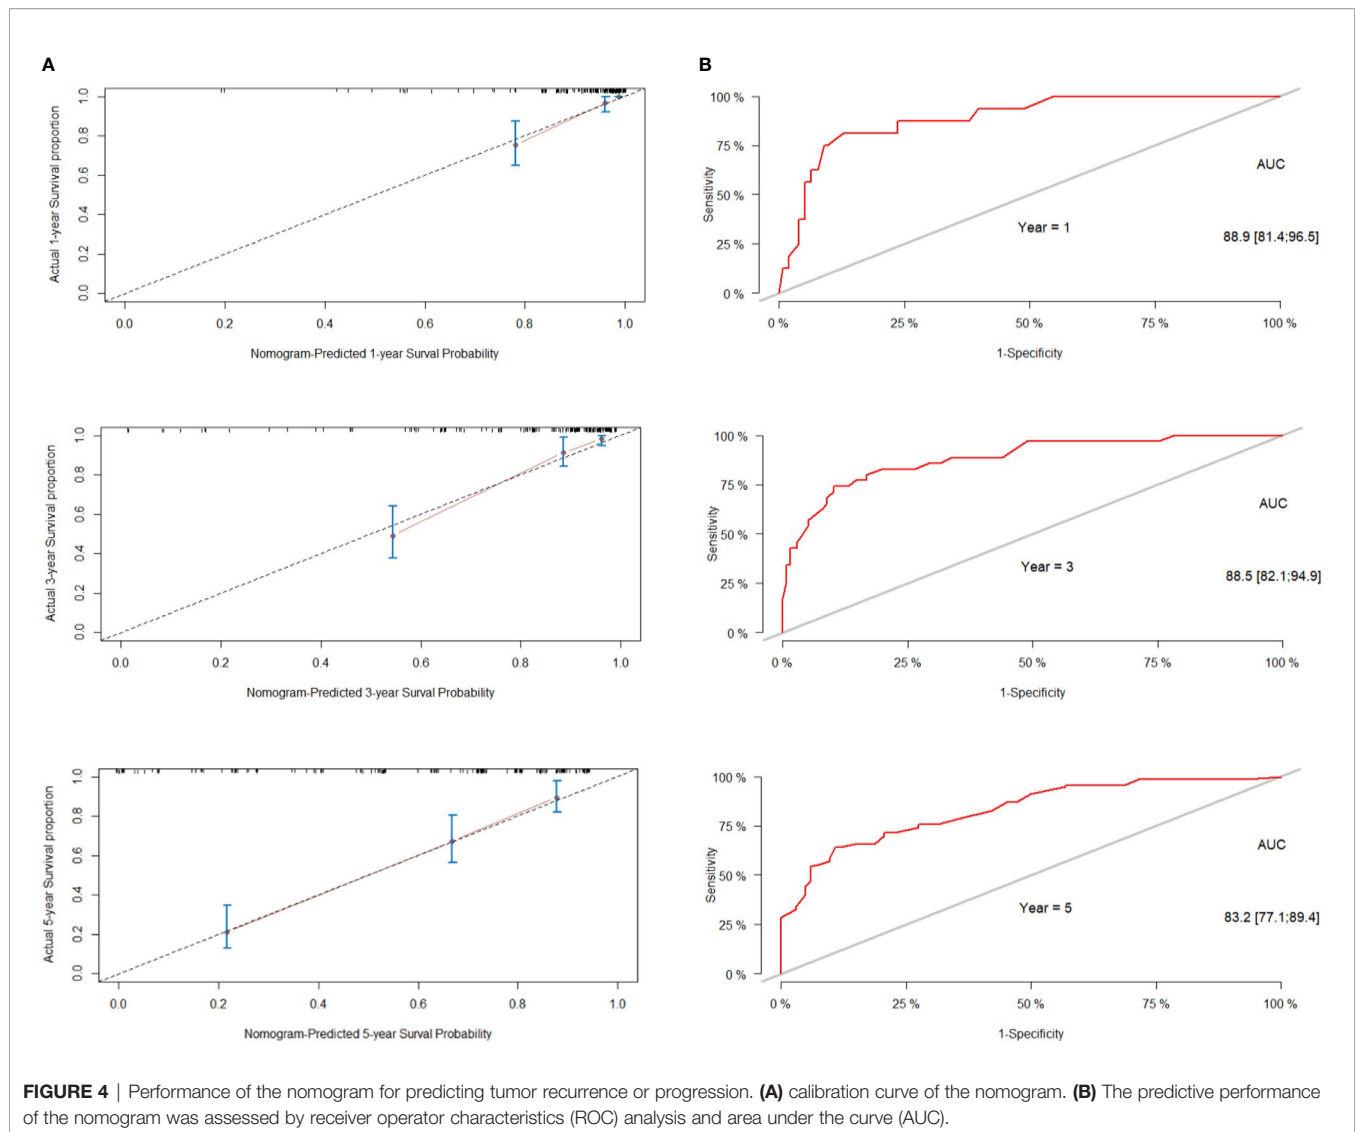 A
B
1.0
0.8
0.6
0.4
0.2
0.0
Actual 1-year Survival proportion
0.0 0.2 0.4 0.6 0.8 1.0
Nomogram-Predicted 1-year Surval Probability
100 %
75 %
50 %
25 %
0 %
Sensitivity
AUC
Year = 1
88.9 [81.4;96.5]
0 % 25 % 50 % 75 % 100 %
1-Specificity
1.0
0.8
0.6
0.4
0.2
0.0
Actual 3-year Survival proportion
0.0 0.2 0.4 0.6 0.8 1.0
Nomogram-Predicted 3-year Surval Probability
100 %
75 %
50 %
25 %
0 %
Sensitivity
AUC
Year = 3
88.5 [82.1;94.9]
0 % 25 % 50 % 75 % 100 %
1-Specificity
1.0
0.8
0.6
0.4
0.2
0.0
Actual 5-year Survival proportion
0.0 0.2 0.4 0.6 0.8 1.0
Nomogram-Predicted 5-year Surval Probability
100 %
75 %
50 %
25 %
0 %
Sensitivity
AUC
Year = 5
83.2 [77.1;89.4]
0 % 25 % 50 % 75 % 100 %
1-Specificity
FIGURE 4 | Performance of the nomogram for predicting tumor recurrence or progression. (A) calibration curve of the nomogram. (B) The predictive performance
of the nomogram was assessed by receiver operator characteristics (ROC) analysis and area under the curve (AUC).